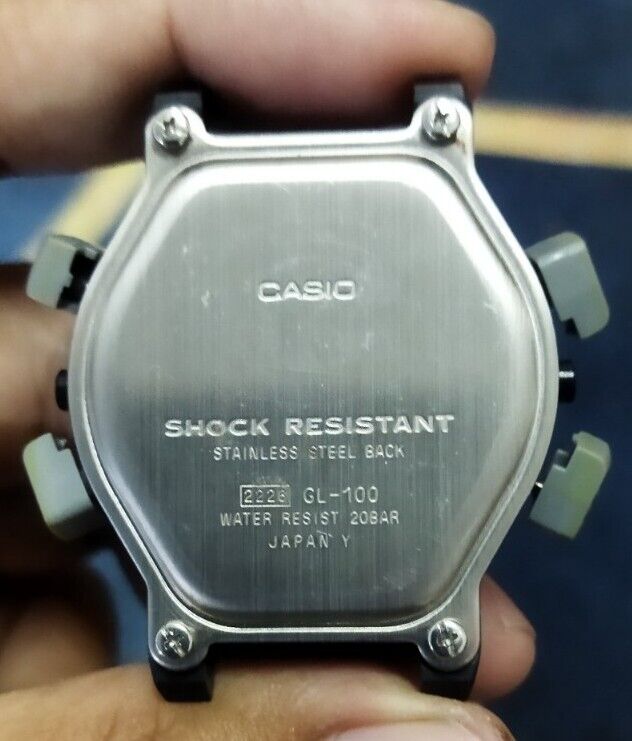 CASIO
SHOCK RESISTANT
STAINLESS STEEL BACK
2226 GL-100
WATER RESIST 20BAR
JAPAN Y